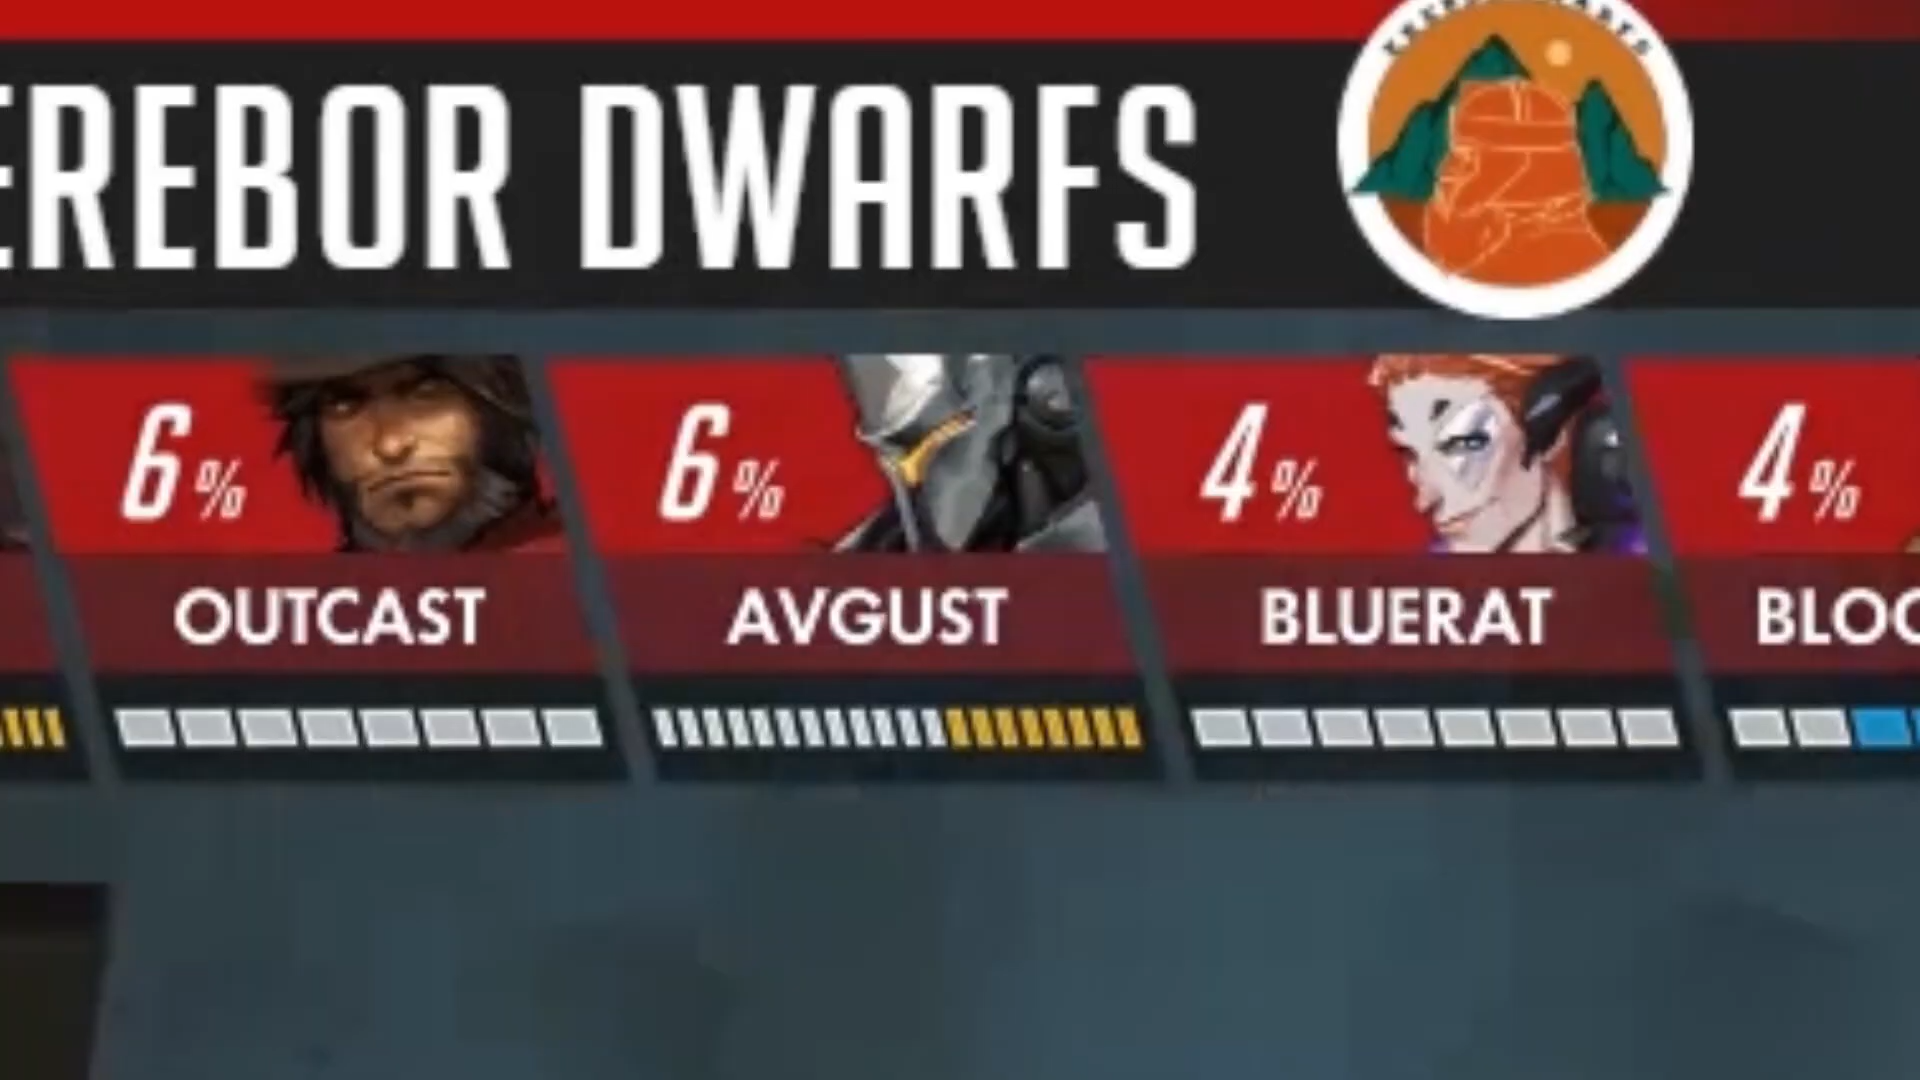 EREBOR DWARFS
6% 6% 4% 4%
OUTCAST AVGUST BLUERAT